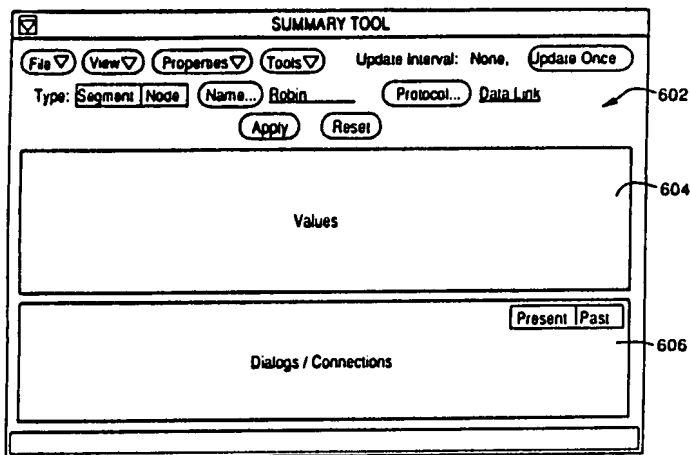 SUMMARY TOOL
File View Properties Tools Update Interval: None, Update Once
Type: Segment Node Name... Robin Protocol... Data Link
602
Apply Reset
604
Values
Present Past
606
Dialogs / Connections